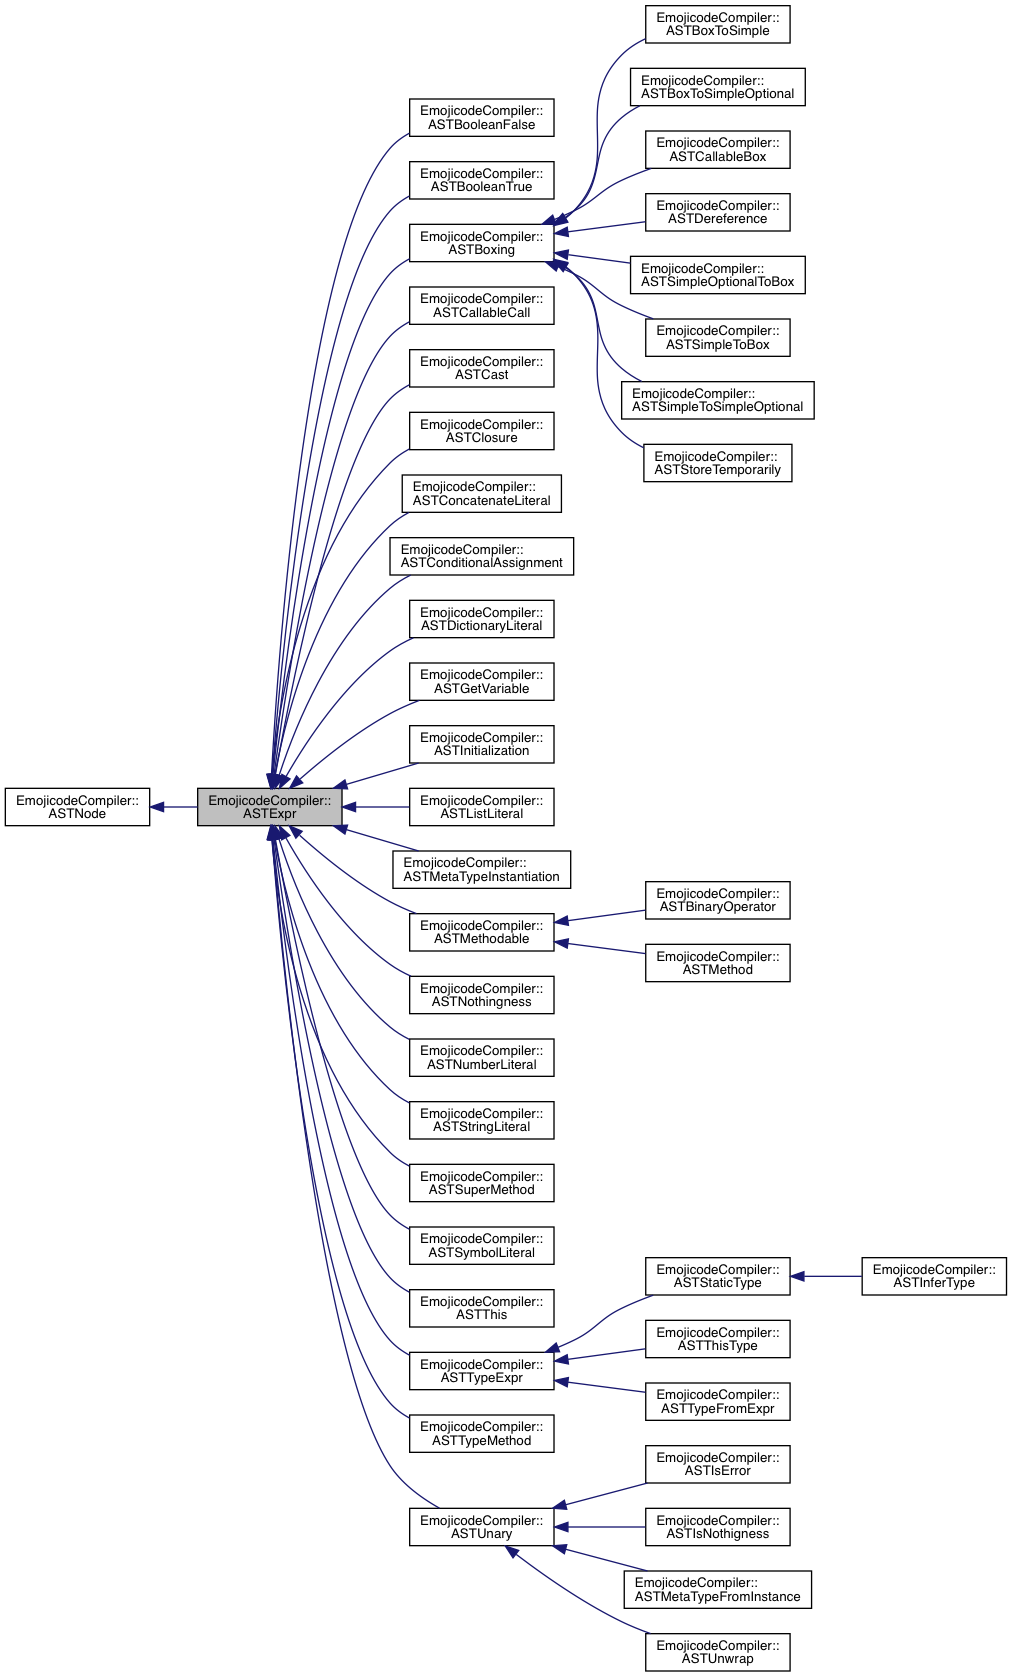 EmojicodeCompiler::
ASTNode
EmojicodeCompiler::
ASTExpr
EmojicodeCompiler::
ASTBooleanFalse
EmojicodeCompiler::
ASTBooleanTrue
EmojicodeCompiler::
ASTBoxing
EmojicodeCompiler::
ASTCallableCall
EmojicodeCompiler::
ASTCast
EmojicodeCompiler::
ASTClosure
EmojicodeCompiler::
ASTConcatenateLiteral
EmojicodeCompiler::
ASTConditionalAssignment
EmojicodeCompiler::
ASTDictionaryLiteral
EmojicodeCompiler::
ASTGetVariable
EmojicodeCompiler::
ASTInitialization
EmojicodeCompiler::
ASTListLiteral
EmojicodeCompiler::
ASTMetaTypeInstantiation
EmojicodeCompiler::
ASTMethodable
EmojicodeCompiler::
ASTNothingness
EmojicodeCompiler::
ASTNumberLiteral
EmojicodeCompiler::
ASTStringLiteral
EmojicodeCompiler::
ASTSuperMethod
EmojicodeCompiler::
ASTSymbolLiteral
EmojicodeCompiler::
ASTThis
EmojicodeCompiler::
ASTTypeExpr
EmojicodeCompiler::
ASTTypeMethod
EmojicodeCompiler::
ASTUnary
EmojicodeCompiler::
ASTBoxToSimple
EmojicodeCompiler::
ASTBoxToSimpleOptional
EmojicodeCompiler::
ASTCallableBox
EmojicodeCompiler::
ASTDereference
EmojicodeCompiler::
ASTSimpleOptionalToBox
EmojicodeCompiler::
ASTSimpleToBox
EmojicodeCompiler::
ASTSimpleToSimpleOptional
EmojicodeCompiler::
ASTStoreTemporarily
EmojicodeCompiler::
ASTBinaryOperator
EmojicodeCompiler::
ASTMethod
EmojicodeCompiler::
ASTStaticType
EmojicodeCompiler::
ASTThisType
EmojicodeCompiler::
ASTTypeFromExpr
EmojicodeCompiler::
ASTIsError
EmojicodeCompiler::
ASTIsNothigness
EmojicodeCompiler::
ASTMetaTypeFromInstance
EmojicodeCompiler::
ASTUnwrap
EmojicodeCompiler::
ASTInferType